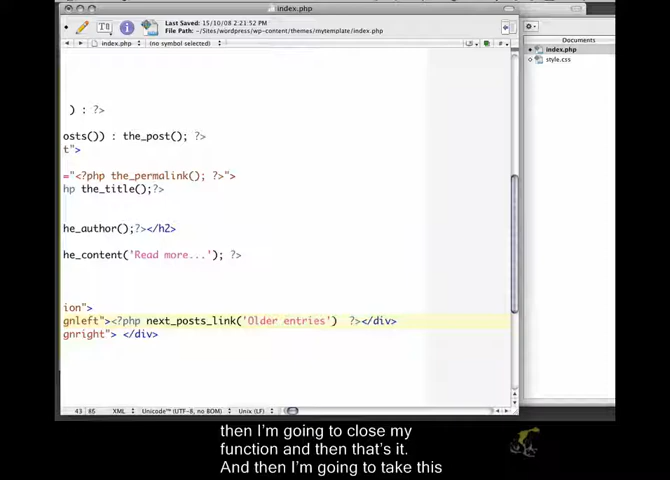 index.php
Last Saved: 15/10/08 2:21:52 PM
File Path: ~/Sites/wordpress/wp-content/themes/mytemplate/index.php
index.php
(no symbol selected)
Documents
index.php
style.css
) : ?>
osts()) : the_post(); ?>
t">
="<?php the_permalink(); ?>">
hp the_title();?>
he_author();?></h2>
he_content('Read more...'); ?>
ion">
gnleft"><?php next_posts_link('Older entries')  ?></div>
gnright"> </div>
43
85
XML
Unicode™ (UTF-8, no BOM)
Unix (LF)
then I'm going to close my
function and then that's it.
And then I'm going to take this